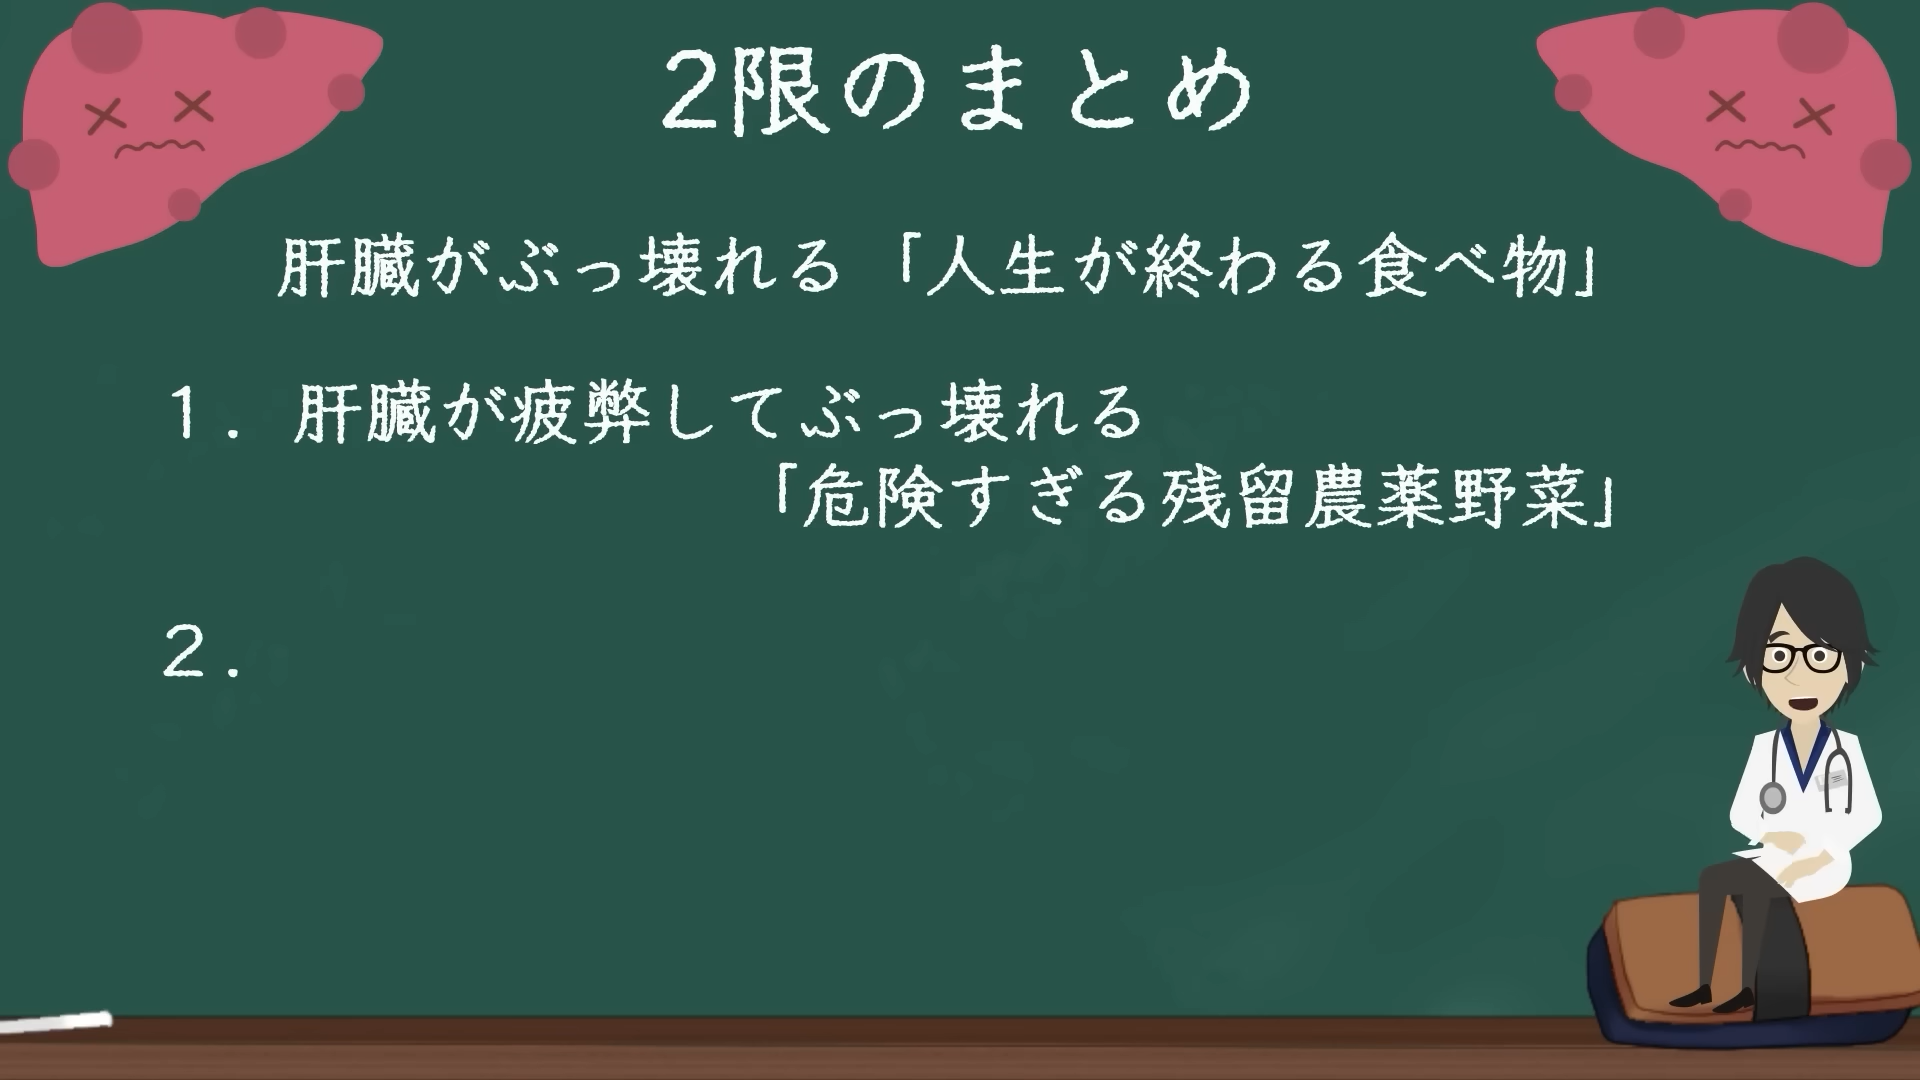 2限のまとめ
肝臓がぶっ壊れる「人生が終わる食べ物」
1. 肝臓が疲弊してぶっ壊れる
「危険すぎる残留農薬野菜」
2.